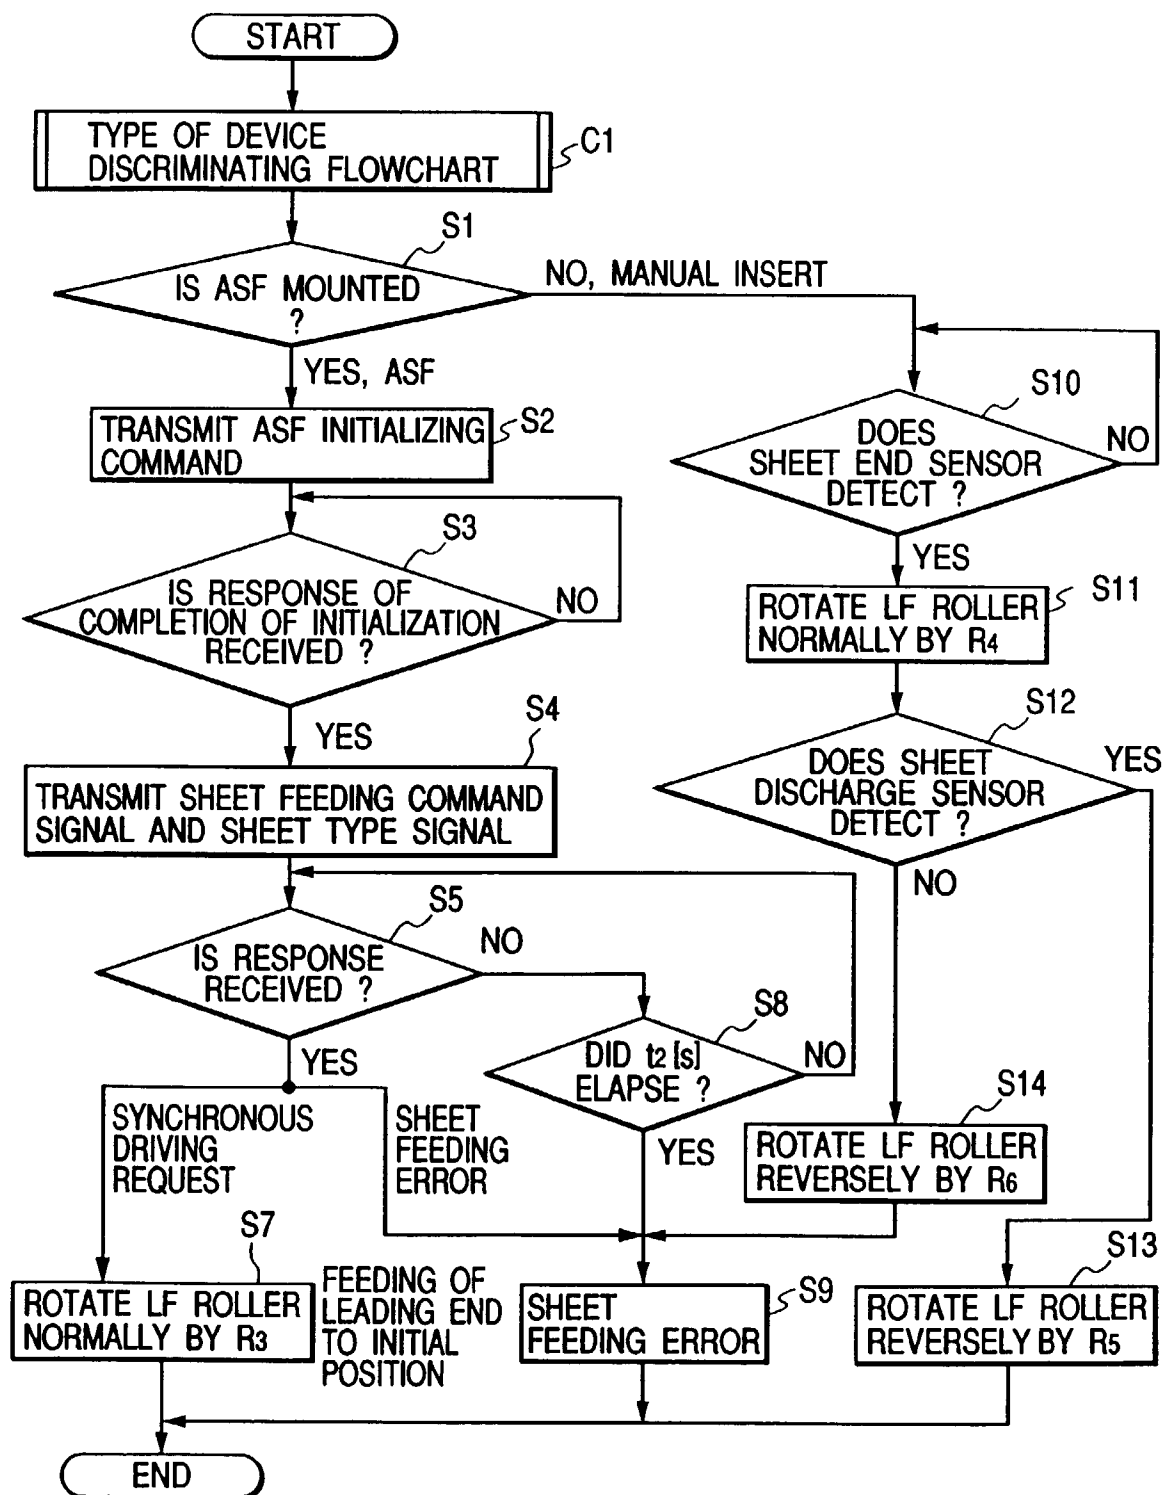 START
TYPE OF DEVICE
DISCRIMINATING FLOWCHART
C1
S1
IS ASF MOUNTED
?
NO, MANUAL INSERT
YES, ASF
TRANSMIT ASF INITIALIZING
COMMAND
S2
S3
IS RESPONSE OF
COMPLETION OF INITIALIZATION
RECEIVED ?
NO
YES
S4
TRANSMIT SHEET FEEDING COMMAND
SIGNAL AND SHEET TYPE SIGNAL
S5
IS RESPONSE
RECEIVED ?
NO
YES
S8
DID t2 [s]
ELAPSE ?
NO
YES
SYNCHRONOUS
DRIVING
REQUEST
SHEET
FEEDING
ERROR
S7
ROTATE LF ROLLER
NORMALLY BY R3
FEEDING OF
LEADING END
TO INITIAL
POSITION
S9
SHEET
FEEDING ERROR
S10
DOES
SHEET END SENSOR
DETECT ?
NO
YES
S11
ROTATE LF ROLLER
NORMALLY BY R4
S12
DOES SHEET
DISCHARGE SENSOR
DETECT ?
YES
NO
S14
ROTATE LF ROLLER
REVERSELY BY R6
S13
ROTATE LF ROLLER
REVERSELY BY R5
END